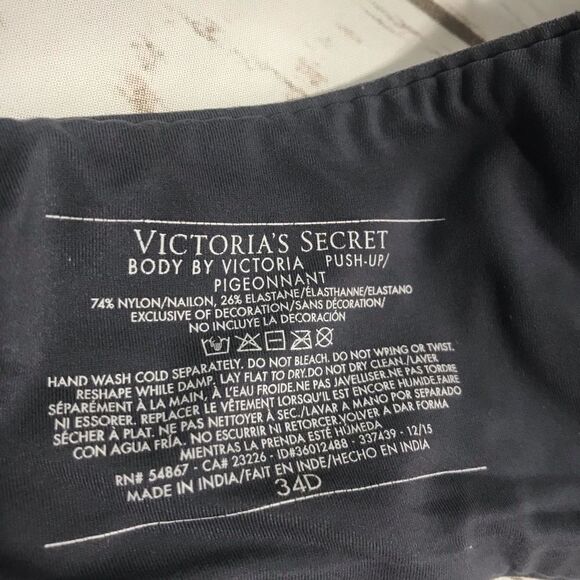 VICTORIA'S SECRET
BODY BY VICTORIA PUSH-UP/
PIGEONNANT
74% NYLON/NAILON, 26% ELASTANE/ÉLASTHANNE/ELASTANO
EXCLUSIVE OF DECORATION/SANS DÉCORATION/
NO INCLUYE LA DECORACIÓN
HAND WASH COLD SEPARATELY. DO NOT BLEACH. DO NOT WRING OR TWIST.
RESHAPE WHILE DAMP. LAY FLAT TO DRY.DO NOT DRY CLEAN./LAVER
SÉPARÉMENT À LA MAIN, À L'EAU FROIDE.NE PAS JAVELLISER.NE PAS TORDRE
NI ESSORER. REPLACER LE VÊTEMENT LORSQU'IL EST ENCORE HUMIDE.FAIRE
SÉCHER À PLAT. NE PAS NETTOYER À SEC./LAVAR A MANO POR SEPARADO
CON AGUA FRÍA. NO ESCURRIR NI RETORCER.VOLVER A DAR FORMA
MIENTRAS LA PRENDA ESTÉ HÚMEDA
RN# 54867 - CA# 23226 - ID#36012488 - 337439 - 12/15
MADE IN INDIA/FAIT EN INDE/HECHO EN INDIA
34D